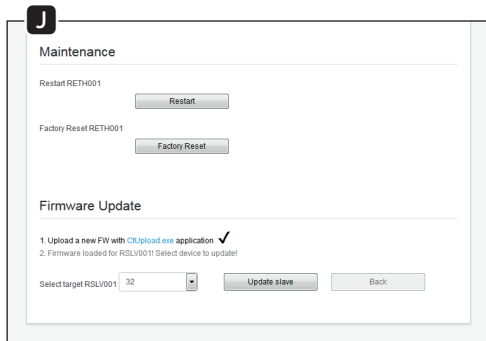 J
Maintenance
Restart RETH001
Restart
Factory Reset RETH001
Factory Reset
Firmware Update
1. Upload a new FW with CtUpload.exe application ✓
2. Firmware loaded for RSLV001! Select device to update!
Select target RSLV001 32 Update slave Back